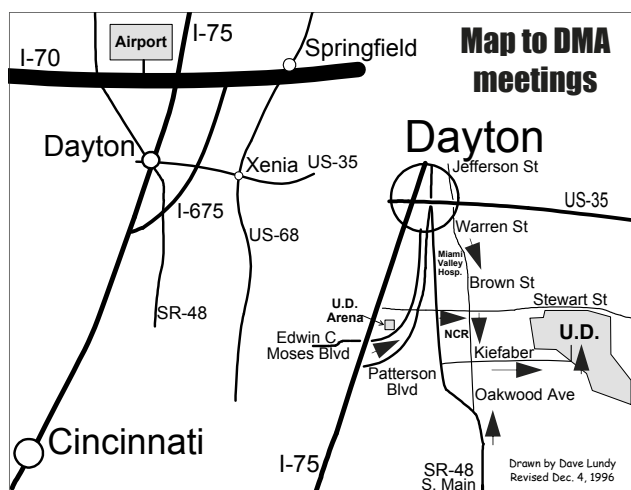 Map to DMA
meetings
I-75
Airport
I-70
Springfield
Dayton
Xenia
US-35
I-675
US-68
SR-48
Cincinnati
Dayton
Jefferson St
US-35
Warren St
Miami
Valley
Hosp.
Brown St
Stewart St
U.D.
Arena
NCR
U.D.
Edwin C
Moses Blvd
Kiefaber
Patterson
Blvd
Oakwood Ave
I-75
SR-48
S. Main
Drawn by Dave Lundy
Revised Dec. 4, 1996